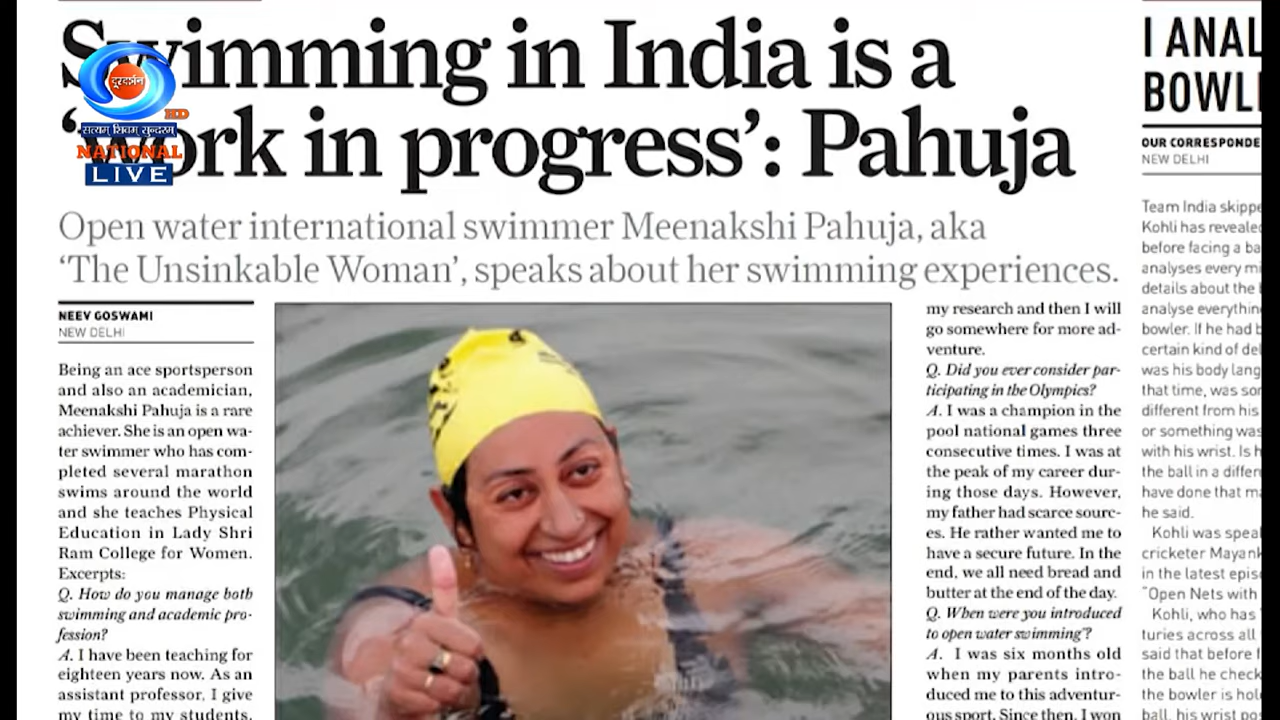 Swimming in India is a
‘Work in progress’: Pahuja
दूरदर्शन
HD
सत्यम् शिवम् सुन्दरम्
NATIONAL
LIVE
Open water international swimmer Meenakshi Pahuja, aka
‘The Unsinkable Woman’, speaks about her swimming experiences.
NEEV GOSWAMI
NEW DELHI
Being an ace sportsperson
and also an academician,
Meenakshi Pahuja is a rare
achiever. She is an open wa-
ter swimmer who has com-
pleted several marathon
swims around the world
and she teaches Physical
Education in Lady Shri
Ram College for Women.
Excerpts:
Q. How do you manage both
swimming and academic pro-
fession?
A. I have been teaching for
eighteen years now. As an
assistant professor, I give
my time to my students.
my research and then I will
go somewhere for more ad-
venture.
Q. Did you ever consider par-
ticipating in the Olympics?
A. I was a champion in the
pool national games three
consecutive times. I was at
the peak of my career dur-
ing those days. However,
my father had scarce sourc-
es. He rather wanted me to
have a secure future. In the
end, we all need bread and
butter at the end of the day.
Q. When were you introduced
to open water swimming"?
A. I was six months old
when my parents intro-
duced me to this adventur-
ous sport. Since then, I won
I ANAL
BOWL
OUR CORRESPONDE
NEW DELHI
Team India skippe
Kohli has reveale
before facing a ba
analyses every mi
details about the
analyse everythin
bowler. If he had b
certain kind of del
was his body lang
that time, was sor
different from his
or something was
with his wrist. Is h
the ball in a differ
have done that m
he said.
Kohli was spea
cricketer Mayank
in the latest epis
"Open Nets with
Kohli, who has
turies across all
said that before f
the ball he check
the bowler is hol
ball, his wrist po